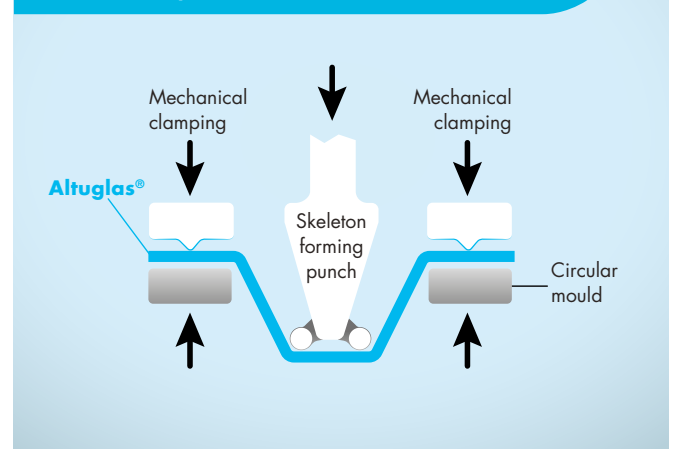 Mechanical
clamping
Mechanical
clamping
Altuglas®
Skeleton
forming
punch
Circular
mould